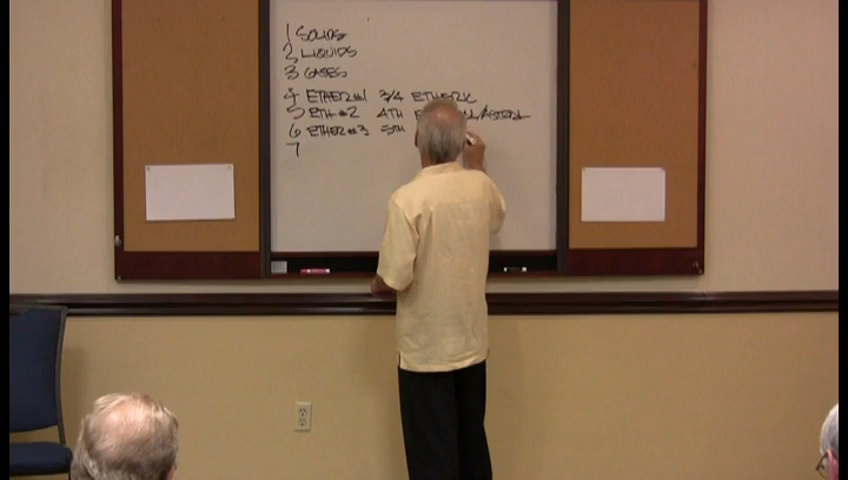 1 SOLIDS
2 LIQUIDS
3 GASES
4 ETHER #1 3/4 ETHERIC
5 ETH #2 4TH /ASTRAL
6 ETHER #3 5TH
7